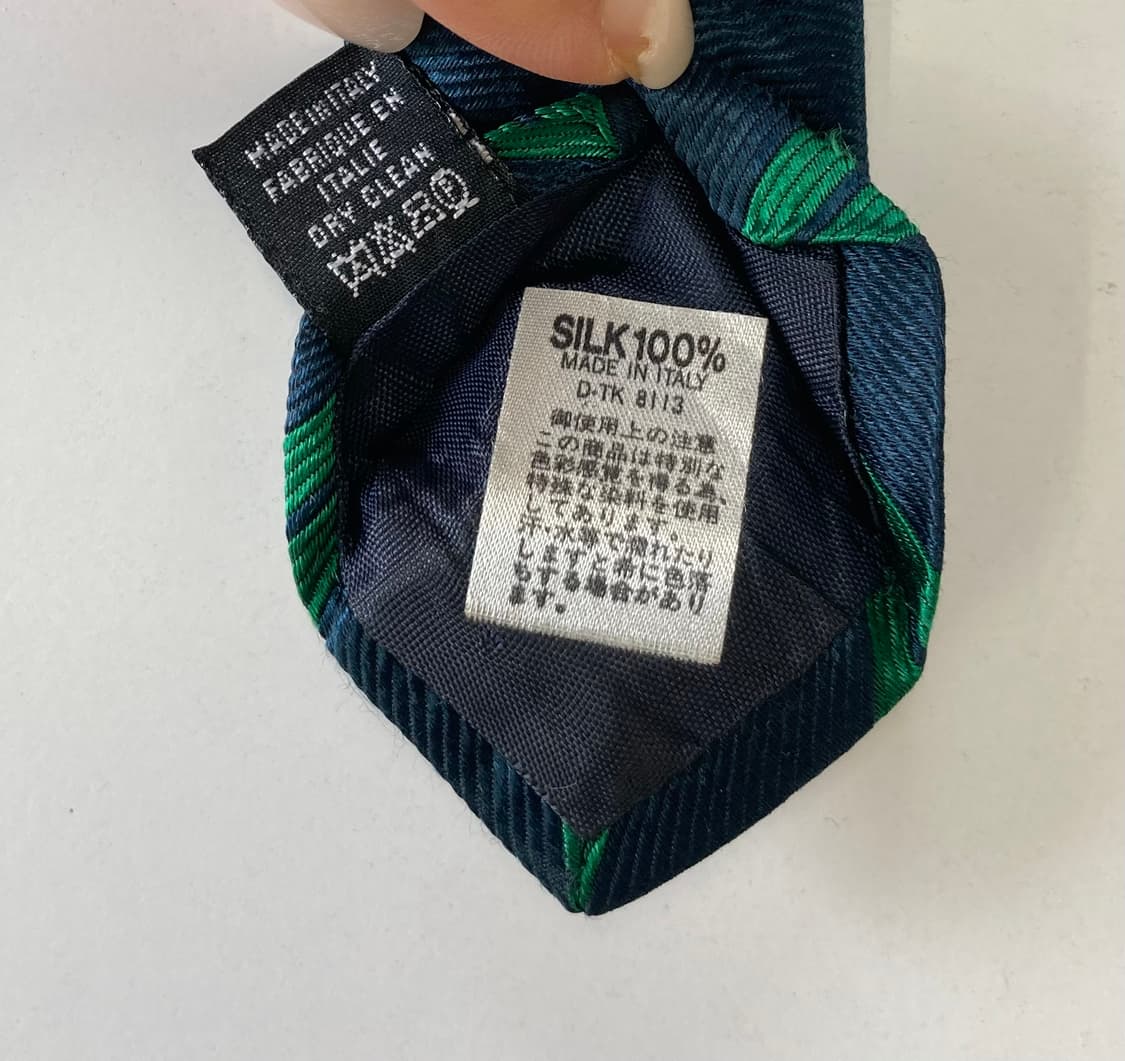 MADE IN ITALY
FABRIQUE EN
ITALIE
DRY CLEAN
SILK 100%
MADE IN ITALY
D-TK 8113
御使用上の注意
この商品は特別な
色彩感覚を得る為、
特殊な染料を使用
してあります。
汗、水等で濡れたり
しますと希に色落
ちする場合があり
ます。